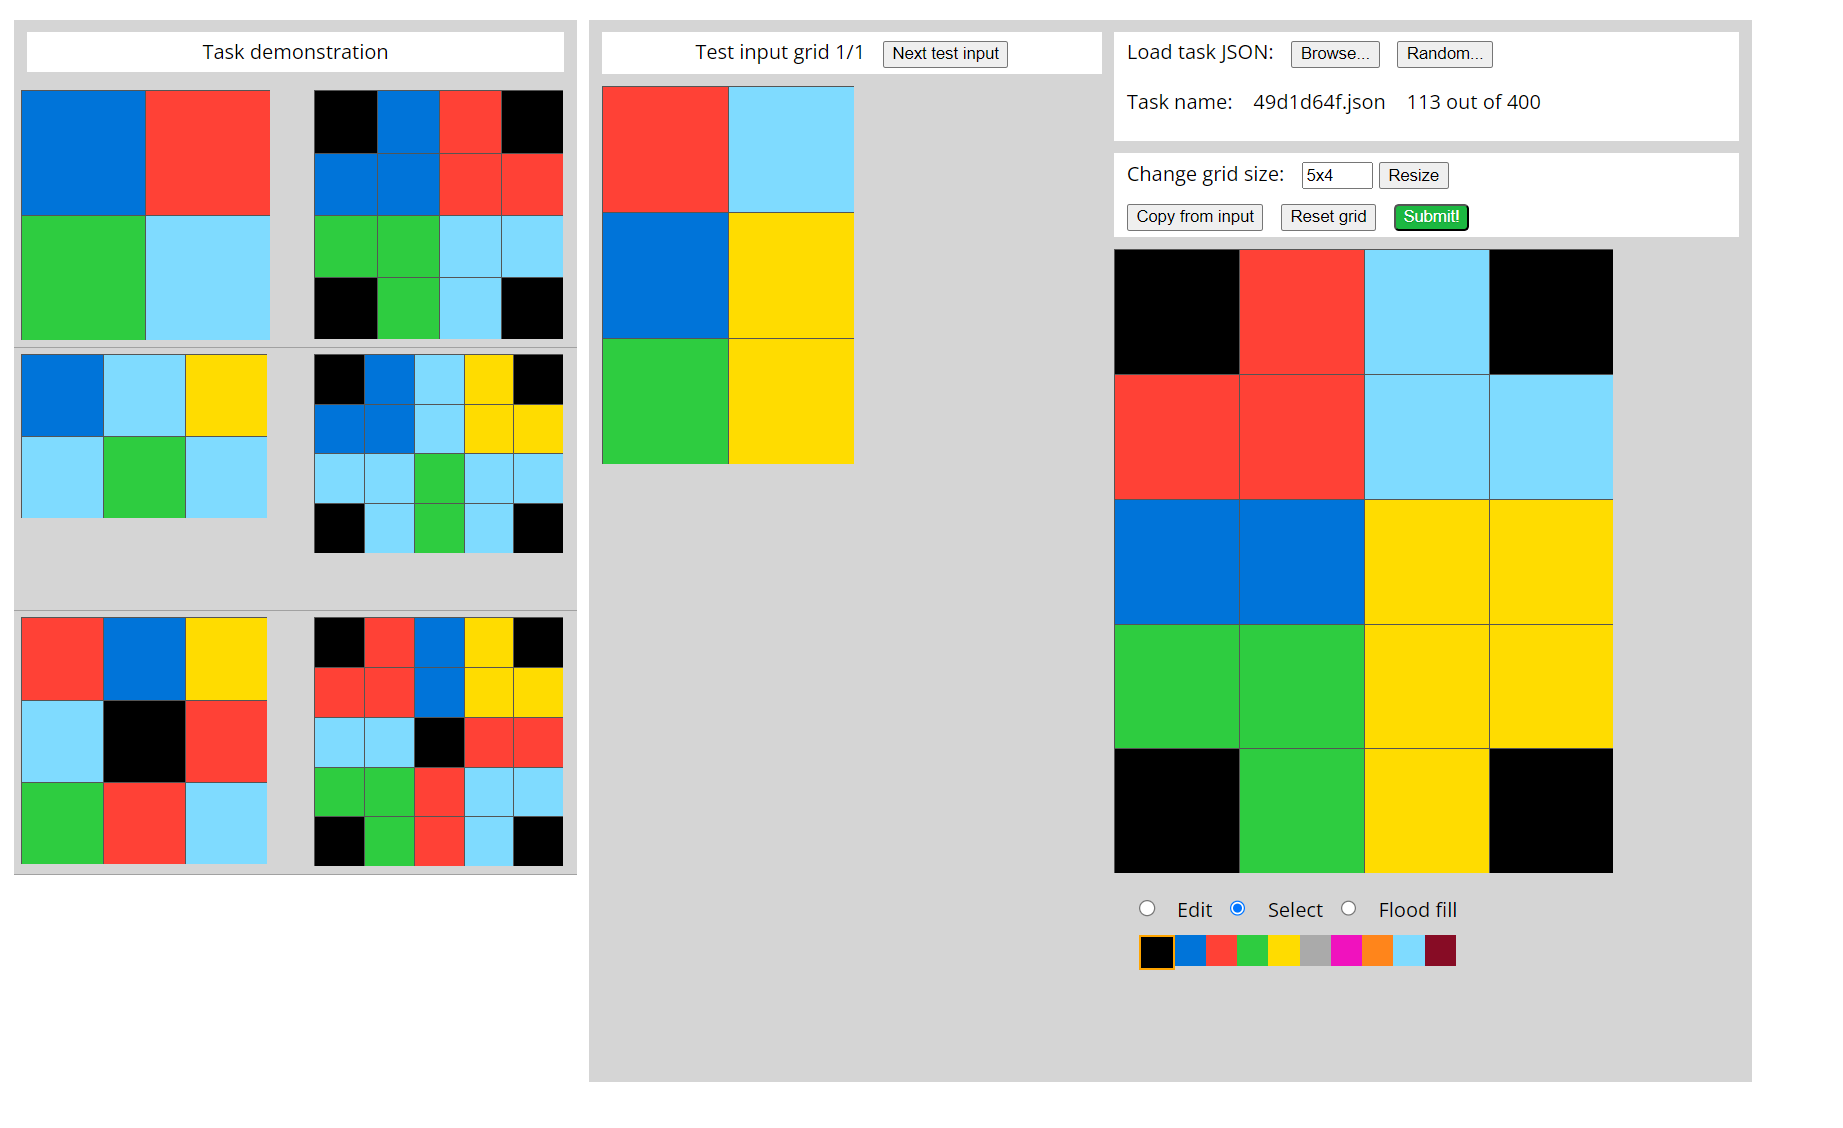 Task demonstration
Test input grid 1/1 Next test input
Load task JSON: Browse... Random...
Task name: 49d1d64f.json 113 out of 400
Change grid size: 5x4 Resize
Copy from input Reset grid Submit!
Edit Select Flood fill